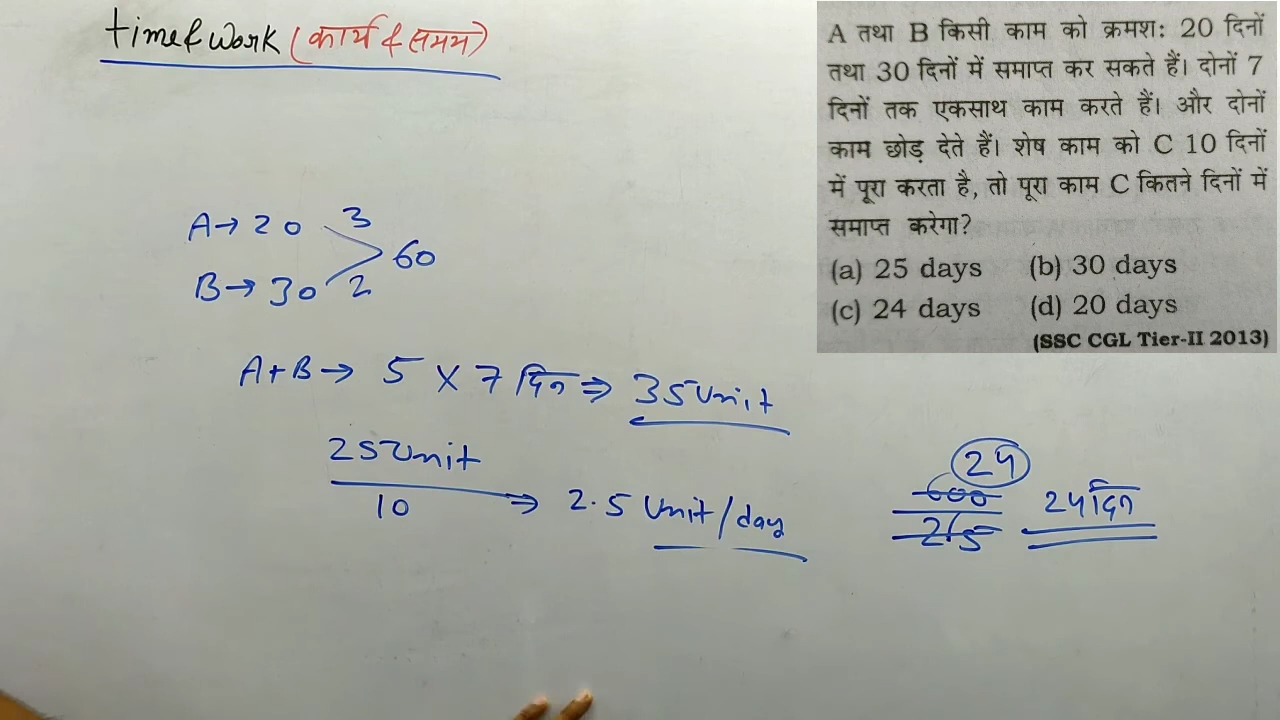 time & work (कार्य & समय)
A तथा B किसी काम को क्रमशः 20 दिनों
तथा 30 दिनों में समाप्त कर सकते हैं। दोनों 7
दिनों तक एकसाथ काम करते हैं। और दोनों
काम छोड़ देते हैं। शेष काम को C 10 दिनों
में पूरा करता है, तो पूरा काम C कितने दिनों में
समाप्त करेगा?
(a) 25 days (b) 30 days
(c) 24 days (d) 20 days
(SSC CGL Tier-II 2013)
A→ 20 3
60
B→ 30 2
A+B→ 5 × 7 दिन ⇒ 35 Unit
25 Unit
10 ⇒ 2.5 Unit/day
24
600
2.5
24 दिन